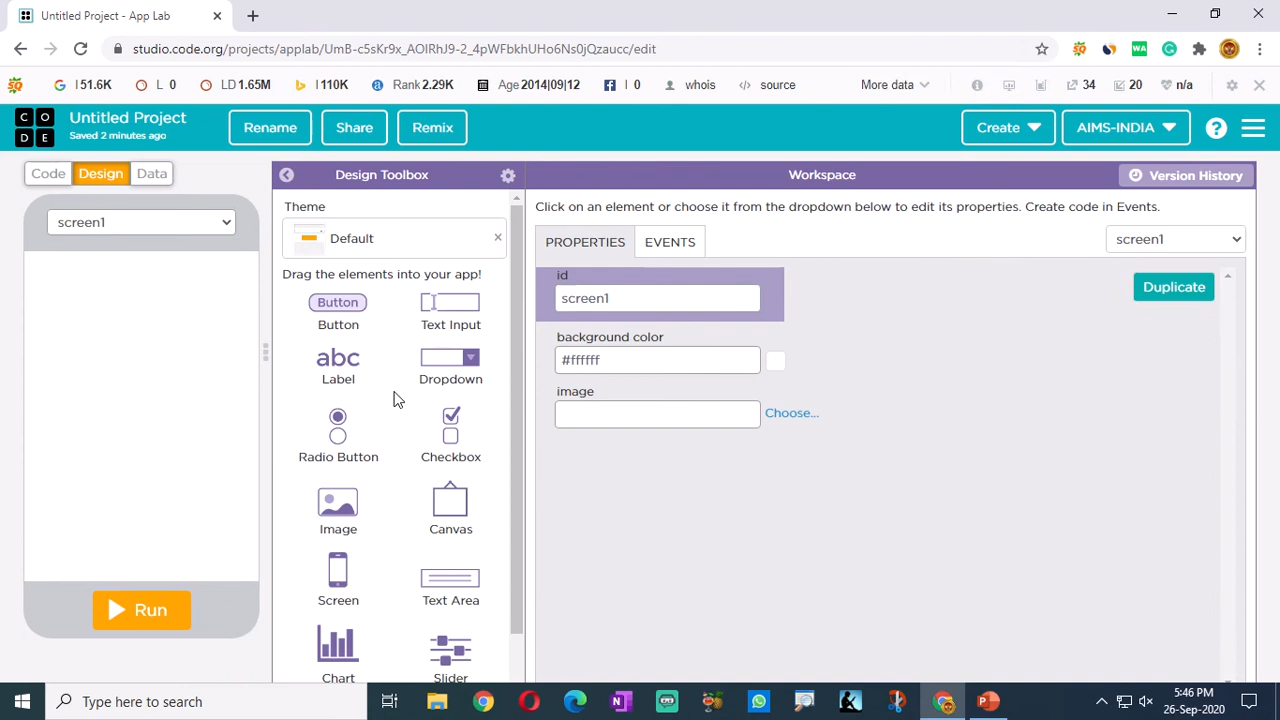 Untitled Project - App Lab
studio.code.org/projects/applab/UmB-c5sKr9x_AOlRhJ9-2_4pWFbkhUHo6Ns0jQzaucc/edit
I 51.6K
L 0
LD 1.65M
I 110K
Rank 2.29K
Age 2014|09|12
I 0
whois
source
More data
34
20
n/a
CODE
Untitled Project
Saved 2 minutes ago
Rename
Share
Remix
Create
AIMS-INDIA
Code
Design
Data
Design Toolbox
Workspace
Version History
screen1
Theme
Default
Drag the elements into your app!
Button
Button
Text Input
abc
Label
Dropdown
Radio Button
Checkbox
Image
Canvas
Screen
Text Area
Chart
Slider
Run
Click on an element or choose it from the dropdown below to edit its properties. Create code in Events.
PROPERTIES
EVENTS
screen1
id
screen1
Duplicate
background color
#ffffff
image
Choose...
Type here to search
5:46 PM
26-Sep-2020